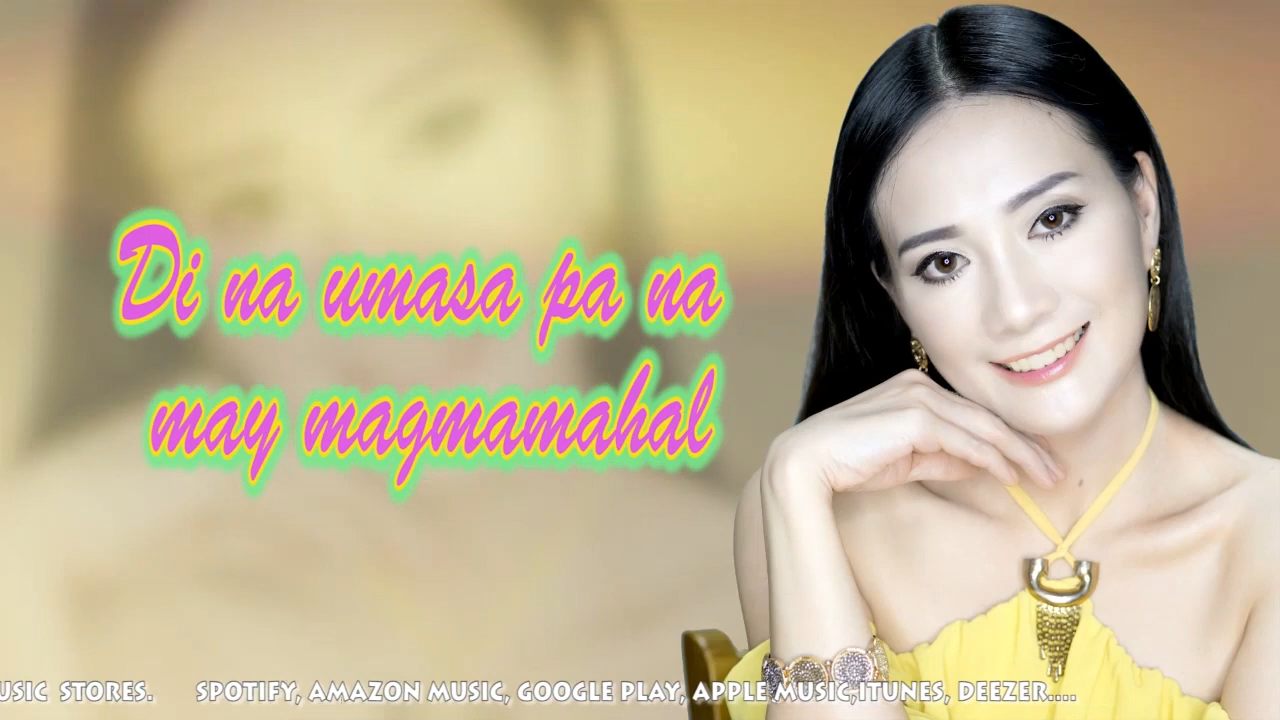 Di na umasa pa na
may magmamahal
USIC STORES. SPOTIFY, AMAZON MUSIC, GOOGLE PLAY, APPLE MUSIC,ITUNES, DEEZER....